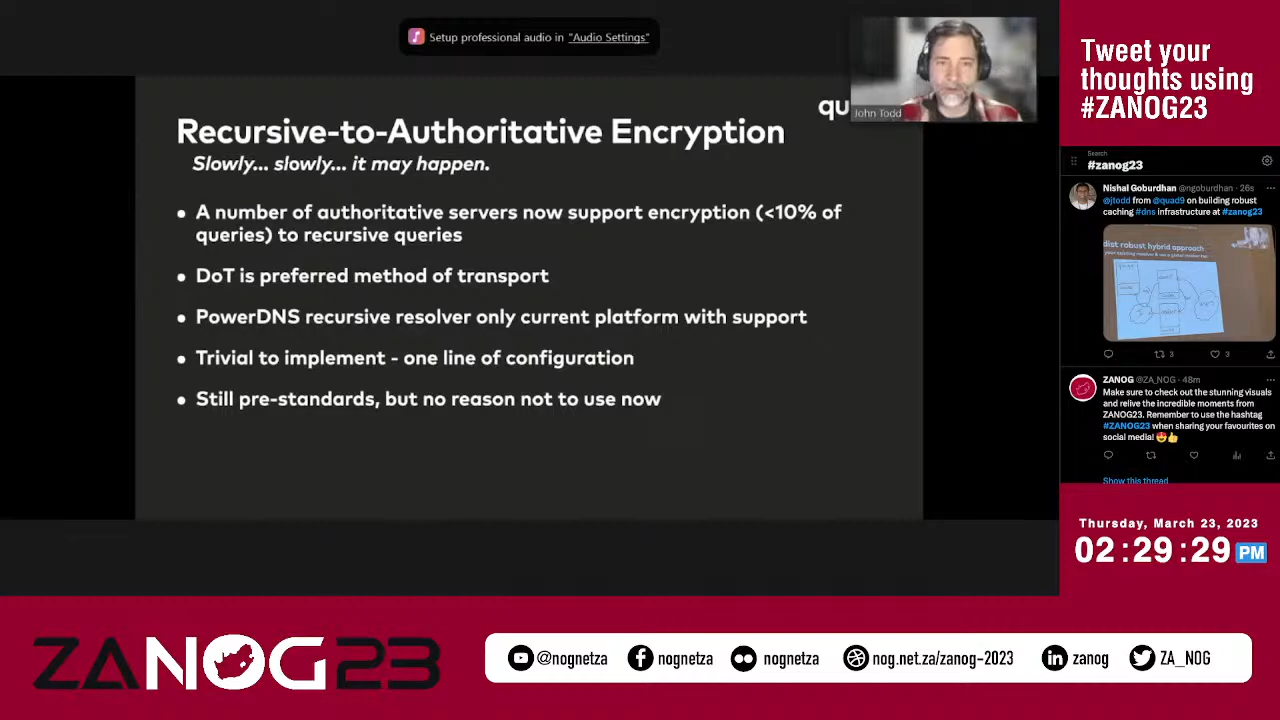 Setup professional audio in "Audio Settings"
John Todd
qu
Recursive-to-Authoritative Encryption
Slowly... slowly... it may happen.
• A number of authoritative servers now support encryption (<10% of
queries) to recursive queries
• DoT is preferred method of transport
• PowerDNS recursive resolver only current platform with support
• Trivial to implement - one line of configuration
• Still pre-standards, but no reason not to use now
Tweet your
thoughts using
#ZANOG23
Search
#zanog23
Nishal Goburdhan @ngoburdhan · 26s
@jtodd from @quad9 on building robust
caching #dns infrastructure at #zanog23
dist robust hybrid approach
3 3
ZANOG @ZA_NOG · 48m
Make sure to check out the stunning visuals
and relive the incredible moments from
ZANOG23. Remember to use the hashtag
#ZANOG23 when sharing your favourites on
social media! 😍👍
Show this thread
Thursday, March 23, 2023
02:29:29 PM
ZANOG23
@nognetza
nognetza
nognetza
nog.net.za/zanog-2023
zanog
ZA_NOG